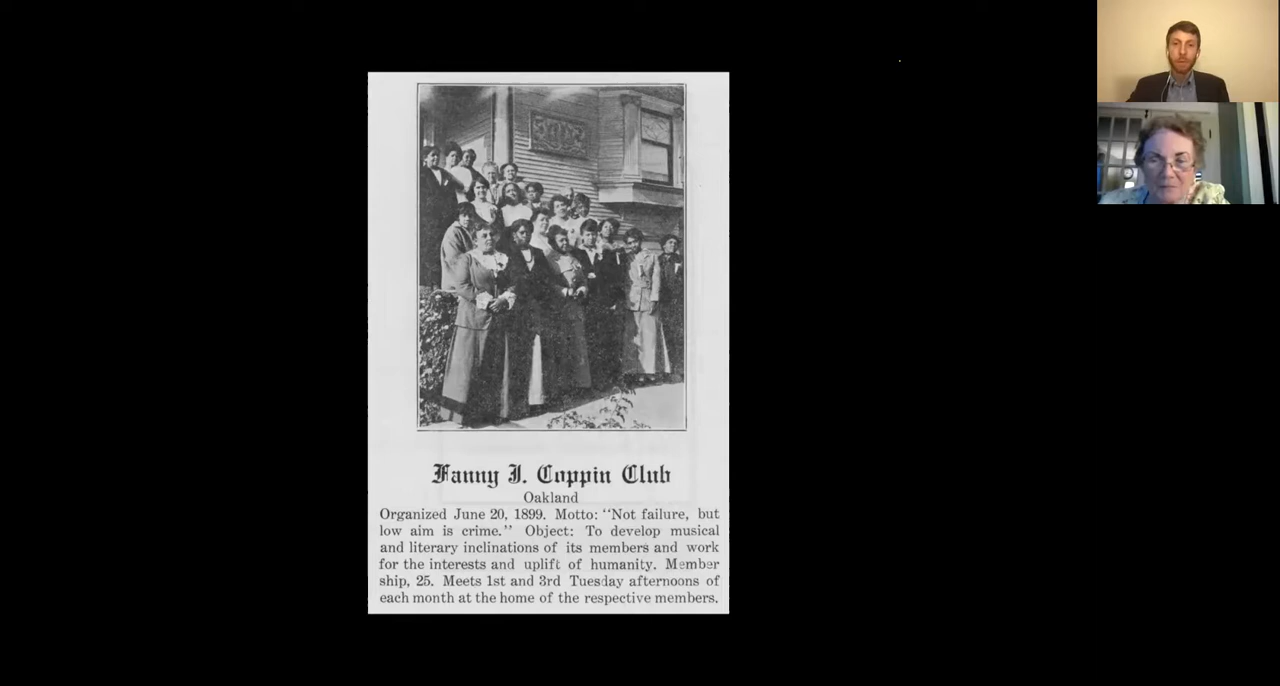 Fanny J. Coppin Club
Oakland
Organized June 20, 1899. Motto: "Not failure, but
low aim is crime." Object: To develop musical
and literary inclinations of its members and work
for the interests and uplift of humanity. Member
ship, 25. Meets 1st and 3rd Tuesday afternoons of
each month at the home of the respective members.